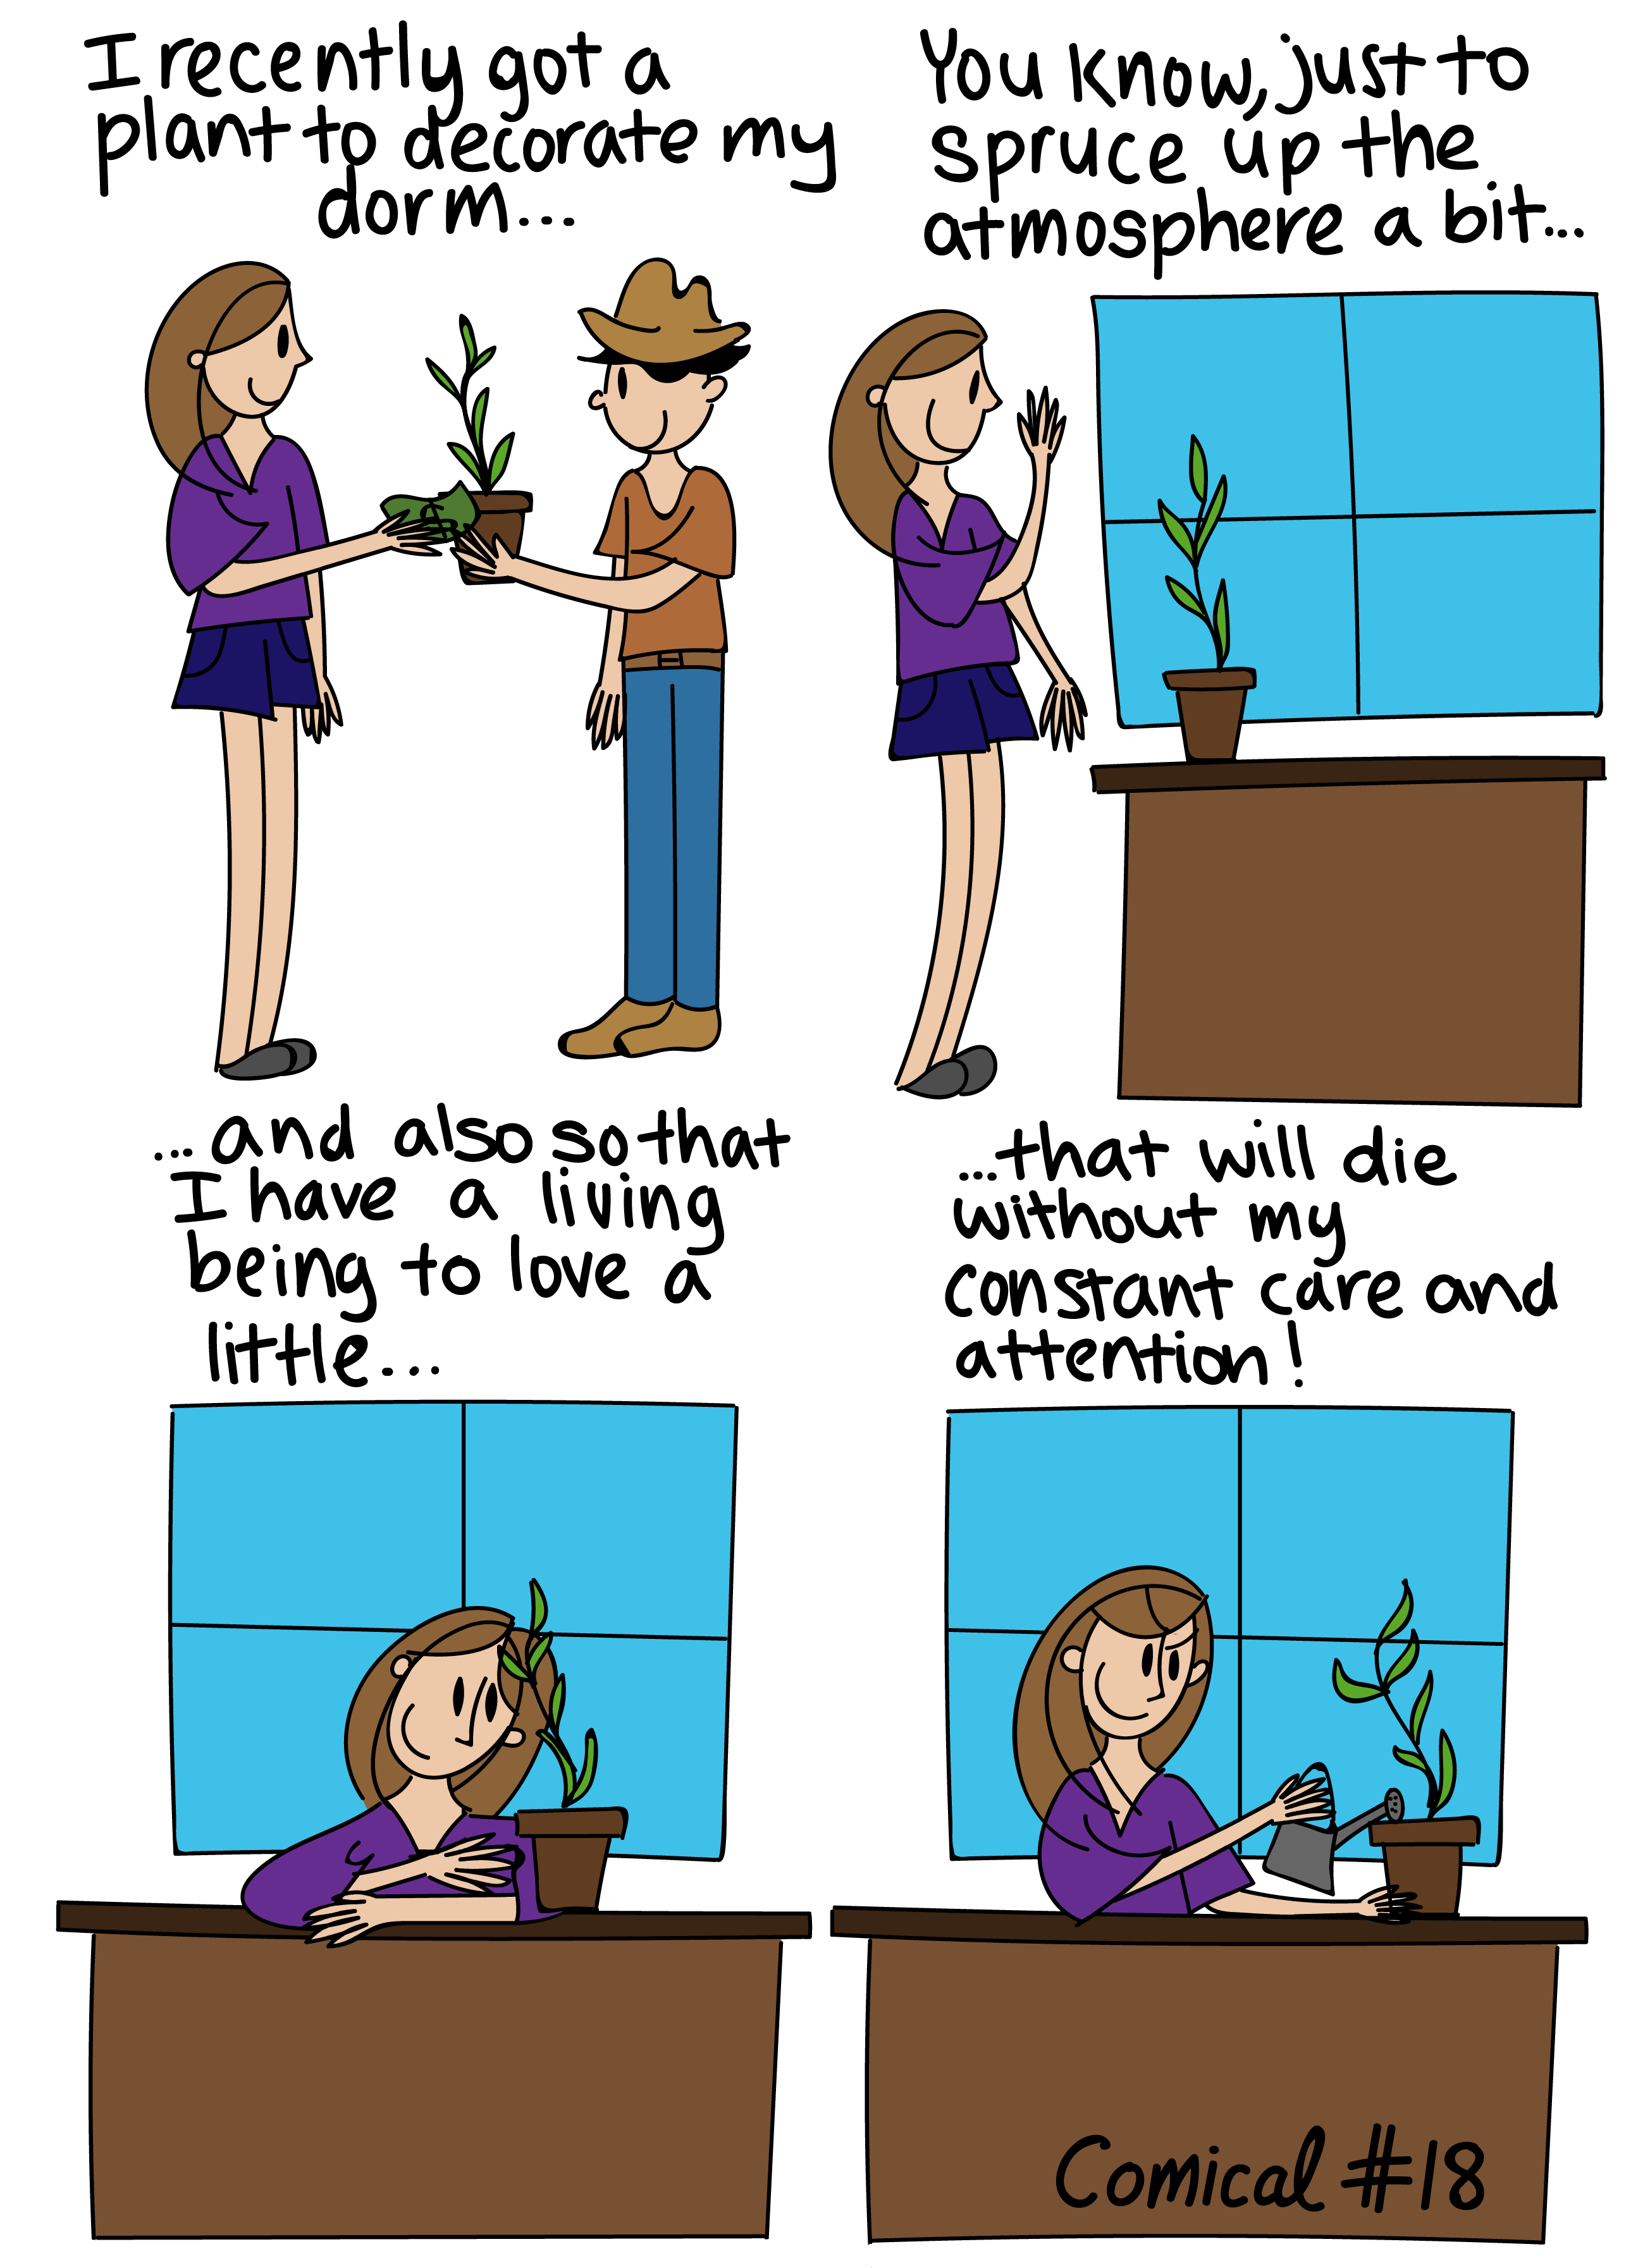 I recently got a
plant to decorate my
dorm...
You know, just to
spruce up the
atmosphere a bit...
...and also so that
I have a living
being to love a
little...
...that will die
without my
constant care and
attention!
Comical #18